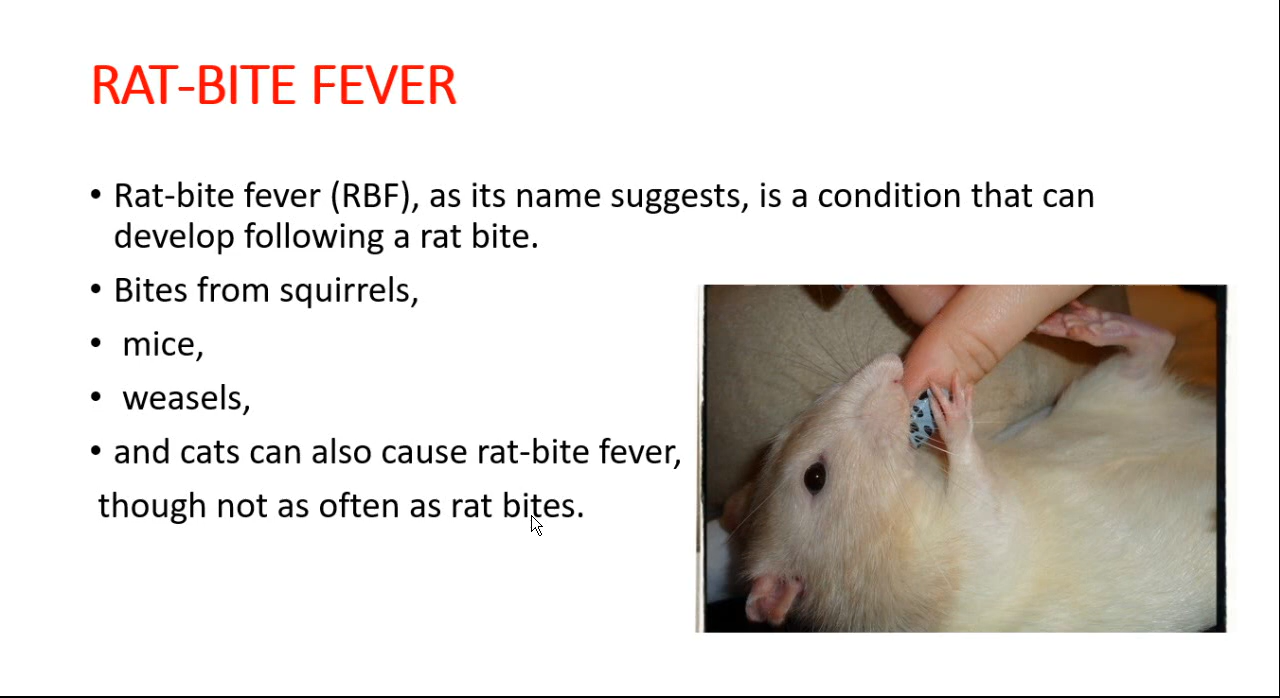 RAT-BITE FEVER
• Rat-bite fever (RBF), as its name suggests, is a condition that can
develop following a rat bite.
• Bites from squirrels,
• mice,
• weasels,
• and cats can also cause rat-bite fever,
though not as often as rat bites.